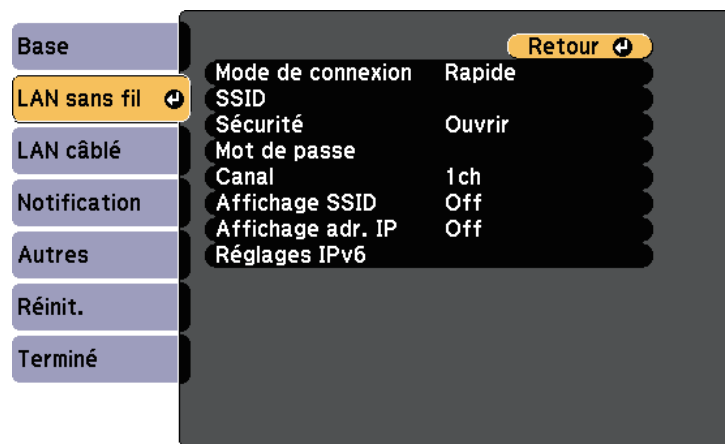 Base
LAN sans fil
LAN câblé
Notification
Autres
Réinit.
Terminé
Retour
Mode de connexion Rapide
SSID
Sécurité Ouvrir
Mot de passe
Canal 1ch
Affichage SSID Off
Affichage adr. IP Off
Réglages IPv6